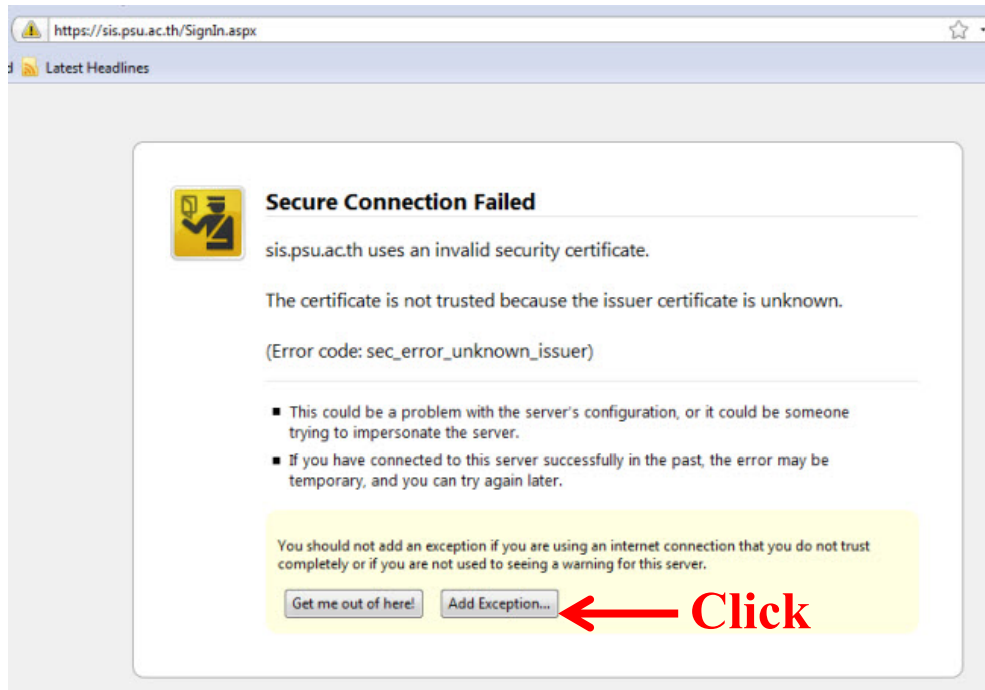 https://sis.psu.ac.th/SignIn.aspx
d Latest Headlines
Secure Connection Failed
sis.psu.ac.th uses an invalid security certificate.
The certificate is not trusted because the issuer certificate is unknown.
(Error code: sec_error_unknown_issuer)
This could be a problem with the server's configuration, or it could be someone
trying to impersonate the server.
If you have connected to this server successfully in the past, the error may be
temporary, and you can try again later.
You should not add an exception if you are using an internet connection that you do not trust
completely or if you are not used to seeing a warning for this server.
Get me out of here! Add Exception... Click